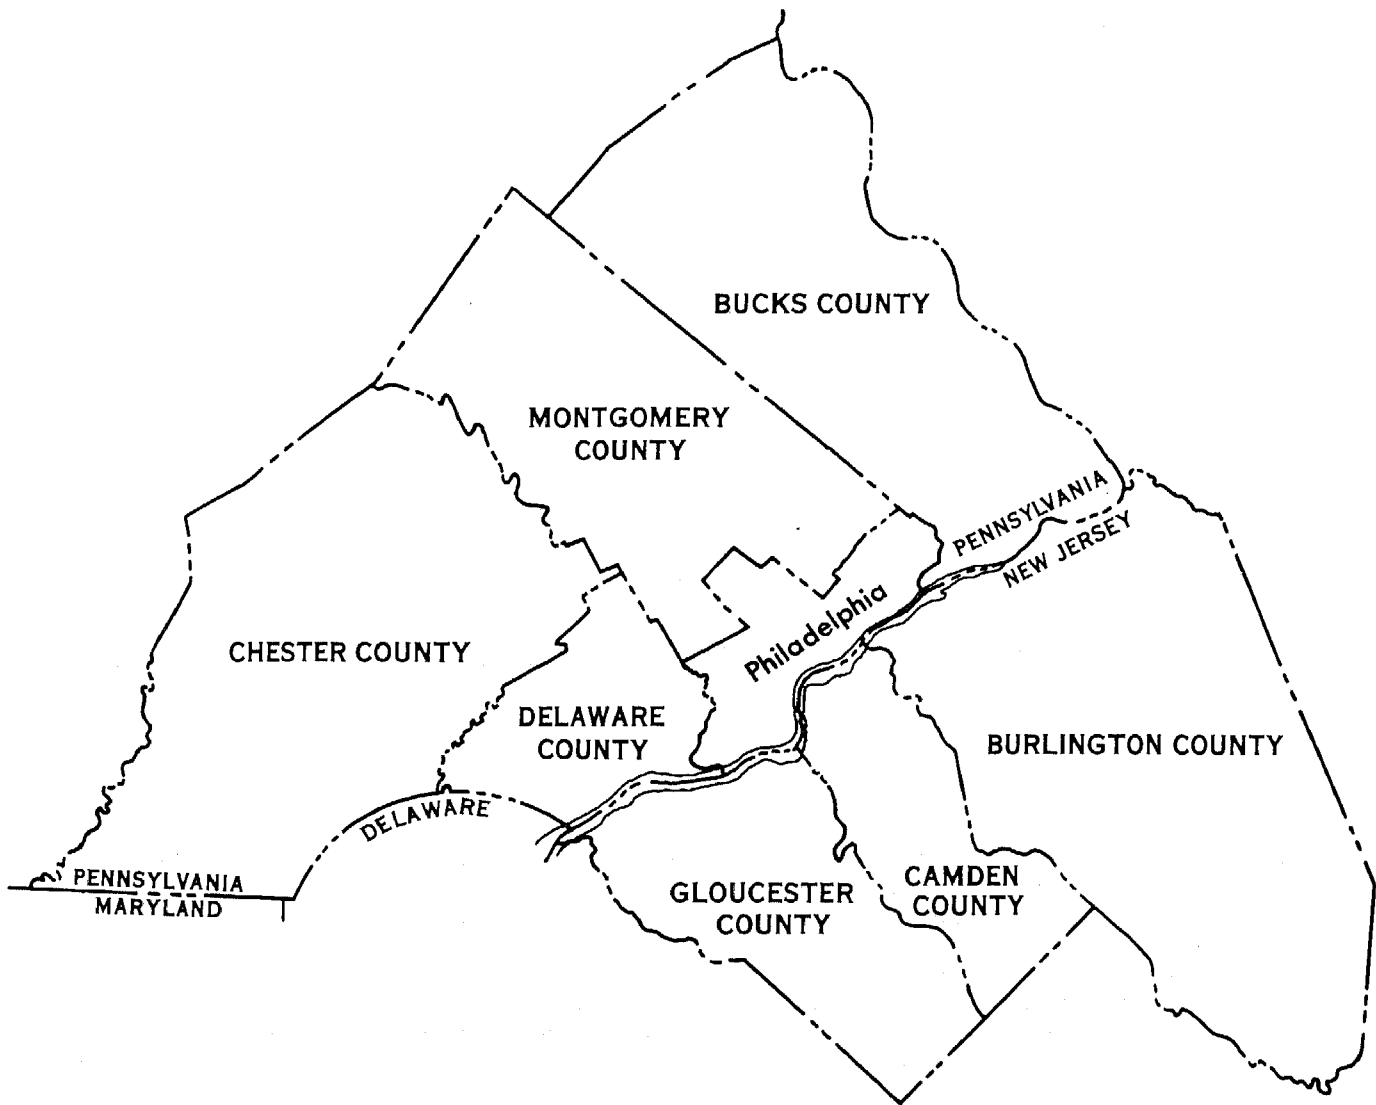 BUCKS COUNTY
MONTGOMERY
COUNTY
PENNSYLVANIA
NEW JERSEY
Philadelphia
CHESTER COUNTY
DELAWARE
COUNTY
BURLINGTON COUNTY
DELAWARE
PENNSYLVANIA
MARYLAND
GLOUCESTER
COUNTY
CAMDEN
COUNTY